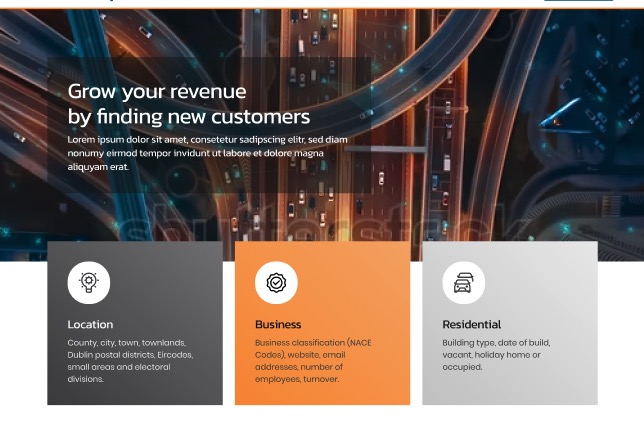 Grow your revenue
by finding new customers
Lorem ipsum dolor sit amet, consetetur sadipscing elitr, sed diam
nonumy eirmod tempor invidunt ut labore et dolore magna
aliquyam erat.
shutterstock
Location
County, city, town, townlands,
Dublin postal districts, Eircodes,
small areas and electoral
divisions.
Business
Business classification (NACE
Codes), website, email
addresses, number of
employees, turnover.
Residential
Building type, date of build,
vacant, holiday home or
occupied.